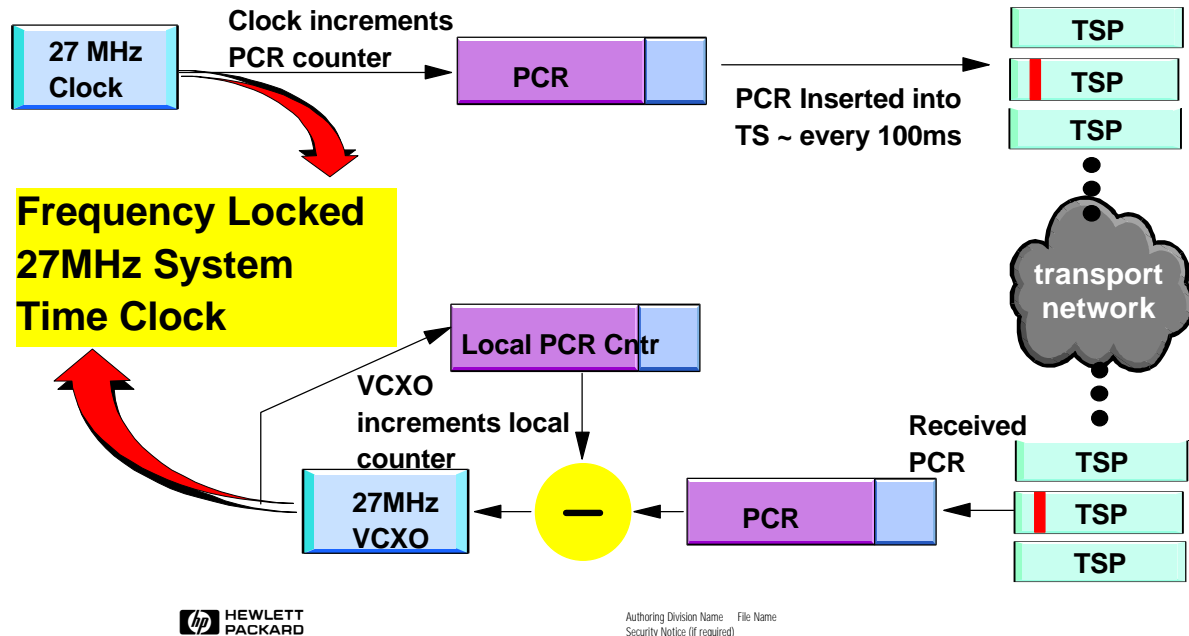 27 MHz
Clock
Clock increments
PCR counter
PCR
PCR Inserted into
TS ~ every 100ms
TSP
TSP
TSP
Frequency Locked
27MHz System
Time Clock
transport
network
Local PCR Cntr
VCXO
increments local
counter
27MHz
VCXO
−
PCR
Received
PCR
TSP
TSP
TSP
hp HEWLETT
PACKARD
Authoring Division Name File Name
Security Notice (if required)